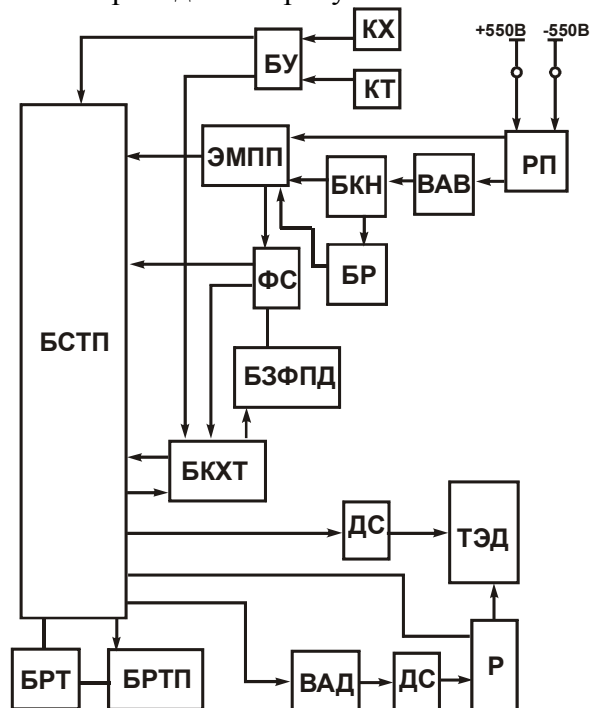 КХ
+550В -550В
БУ
КТ
ЭМПП
РП
БКН
ВАВ
ФС
БР
БСТП
БЗФПД
БКХТ
ДС
ТЭД
БРТ
БРТП
ВАД
ДС
Р